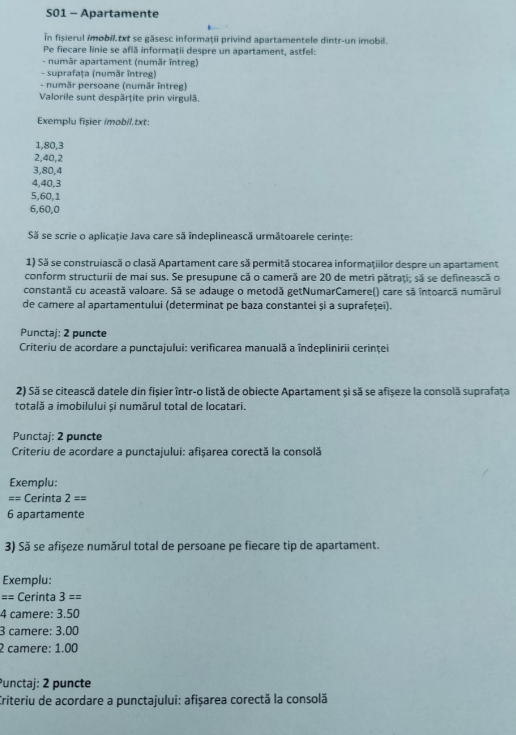 S01 – Apartamente
În fișierul imobil.txt se găsesc informații privind apartamentele dintr-un imobil.
Pe fiecare linie se află informații despre un apartament, astfel:
- număr apartament (număr întreg)
- suprafața (număr întreg)
- număr persoane (număr întreg)
Valorile sunt despărțite prin virgulă.
Exemplu fișier imobil.txt:
1,80,3
2,40,2
3,80,4
4,40,3
5,60,1
6,60,0
Să se scrie o aplicație Java care să îndeplinească următoarele cerințe:
1) Să se construiască o clasă Apartament care să permită stocarea informațiilor despre un apartament
conform structurii de mai sus. Se presupune că o cameră are 20 de metri pătrați; să se definească o
constantă cu această valoare. Să se adauge o metodă getNumarCamere() care să întoarcă numărul
de camere al apartamentului (determinat pe baza constantei și a suprafeței).
Punctaj: 2 puncte
Criteriu de acordare a punctajului: verificarea manuală a îndeplinirii cerinței
2) Să se citească datele din fișier într-o listă de obiecte Apartament și să se afișeze la consolă suprafața
totală a imobilului și numărul total de locatari.
Punctaj: 2 puncte
Criteriu de acordare a punctajului: afișarea corectă la consolă
Exemplu:
== Cerinta 2 ==
6 apartamente
3) Să se afișeze numărul total de persoane pe fiecare tip de apartament.
Exemplu:
== Cerinta 3 ==
4 camere: 3.50
3 camere: 3.00
2 camere: 1.00
Punctaj: 2 puncte
Criteriu de acordare a punctajului: afișarea corectă la consolă